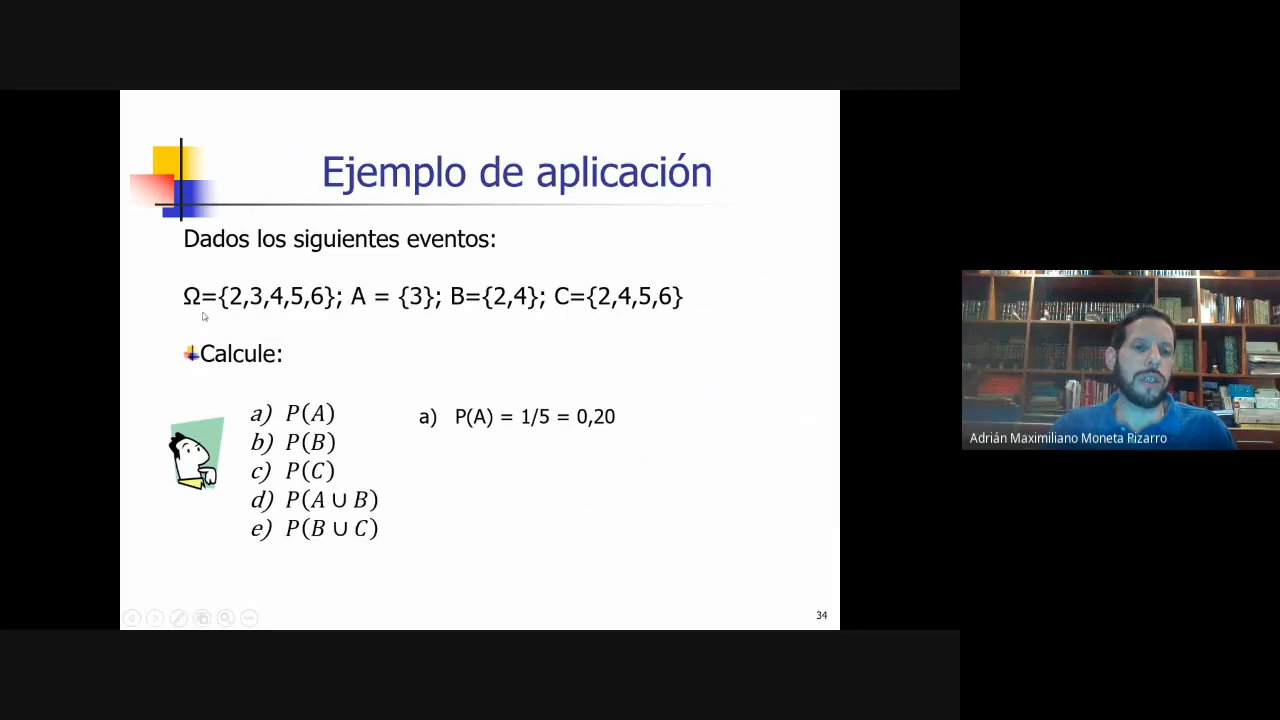 Ejemplo de aplicación
Dados los siguientes eventos:
Ω={2,3,4,5,6}; A = {3}; B={2,4}; C={2,4,5,6}
Calcule:
a) P(A)
b) P(B)
c) P(C)
d) P(A ∪ B)
e) P(B ∪ C)
a) P(A) = 1/5 = 0,20
34
Adrián Maximiliano Moneta Pizarro